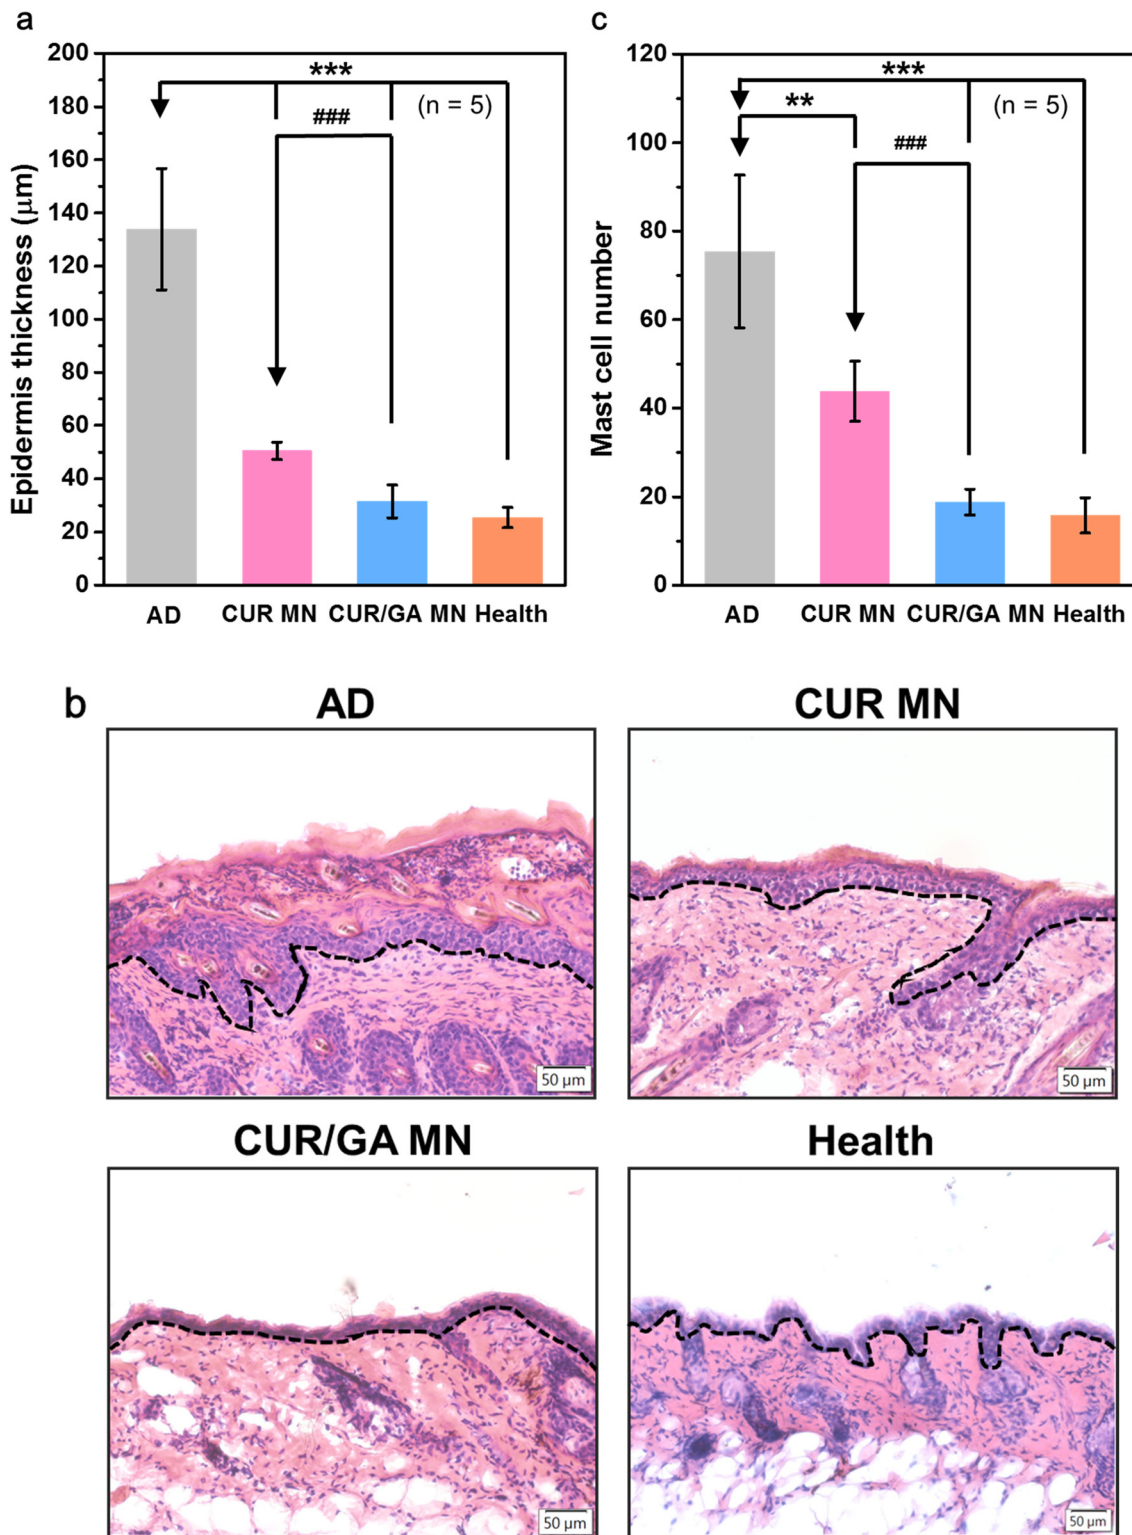 a
Epidermis thickness (μm)
200
180
160
140
120
100
80
60
40
20
0
***
(n = 5)
###
AD CUR MN CUR/GA MN Health
c
Mast cell number
120
100
80
60
40
20
0
***
(n = 5)
**
###
AD CUR MN CUR/GA MN Health
b
AD
50 µm
CUR MN
50 µm
CUR/GA MN
50 µm
Health
50 µm